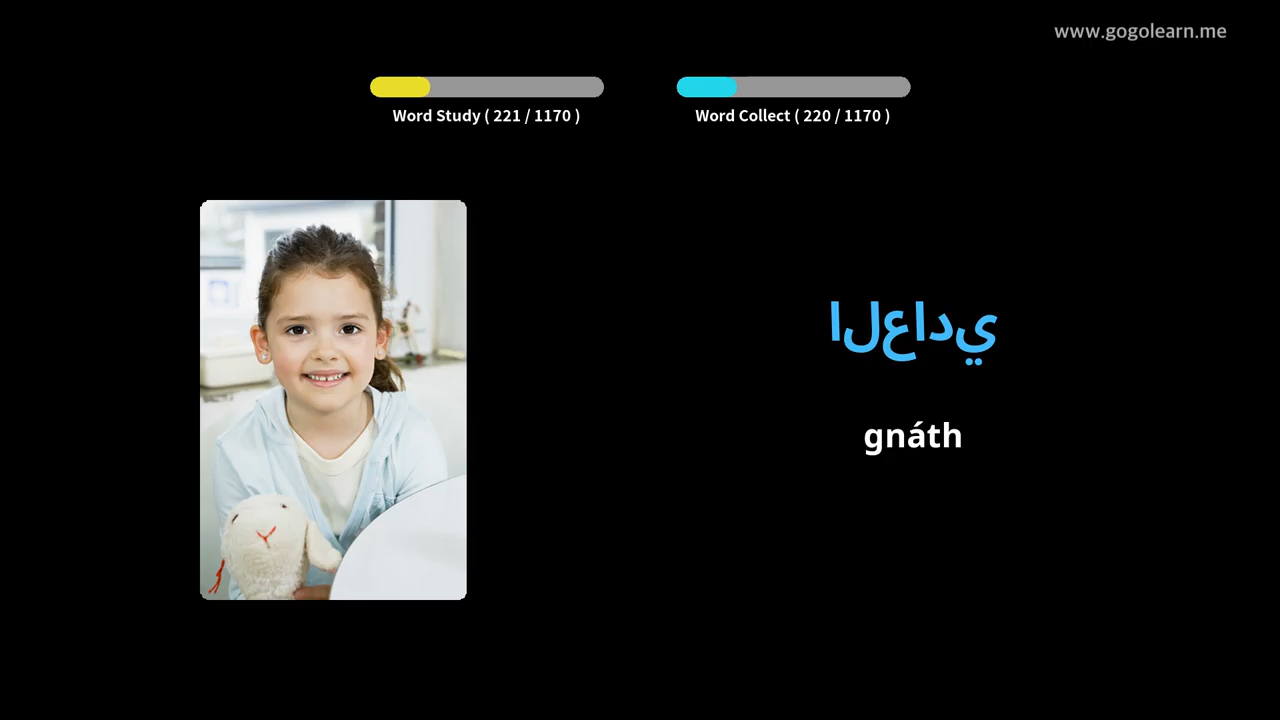 www.gogolearn.me
Word Study ( 221 / 1170 )
Word Collect ( 220 / 1170 )
العادي
gnáth